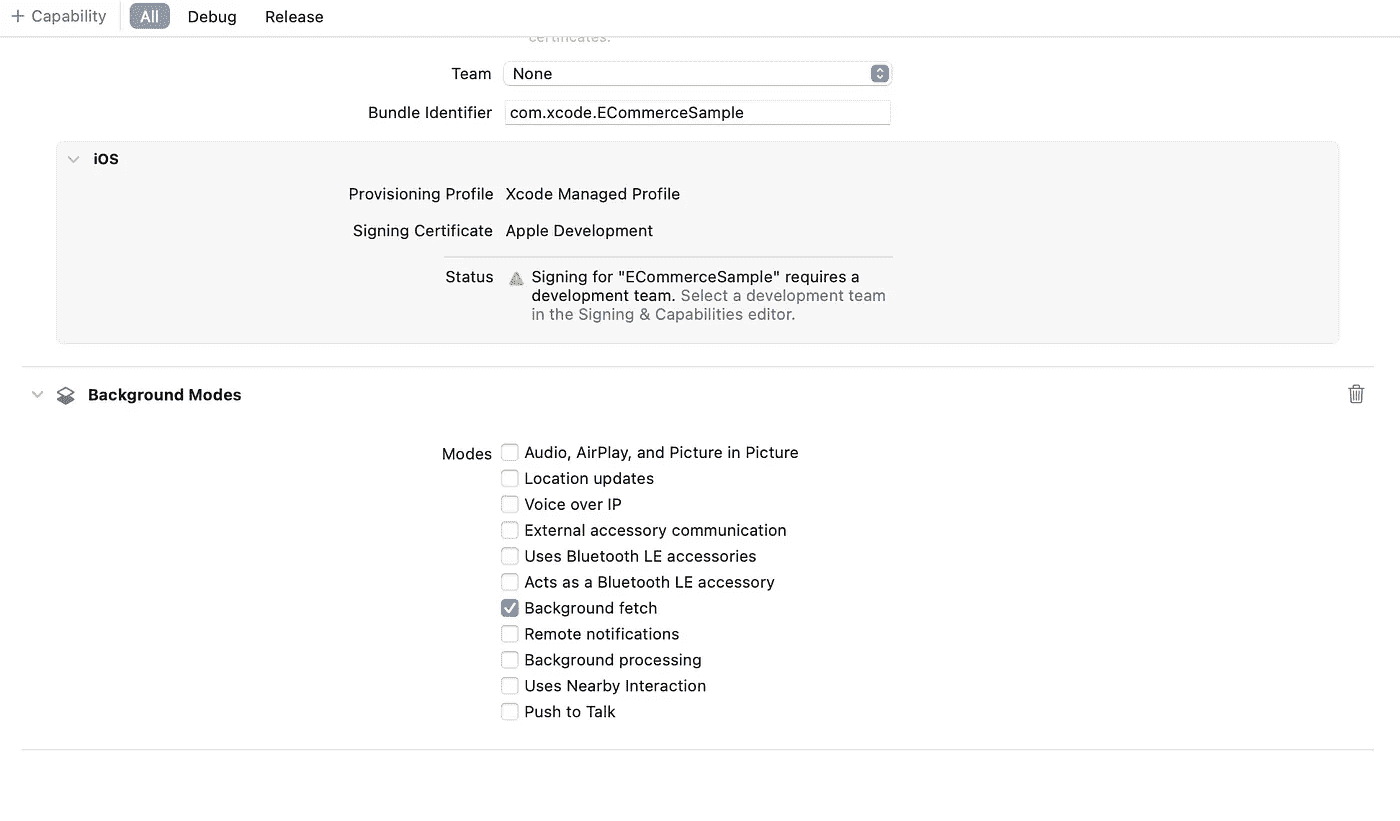 + Capability All Debug Release
certificates.
Team None
Bundle Identifier com.xcode.ECommerceSample
iOS
Provisioning Profile Xcode Managed Profile
Signing Certificate Apple Development
Status Signing for "ECommerceSample" requires a
development team. Select a development team
in the Signing & Capabilities editor.
Background Modes
Modes Audio, AirPlay, and Picture in Picture
Location updates
Voice over IP
External accessory communication
Uses Bluetooth LE accessories
Acts as a Bluetooth LE accessory
Background fetch
Remote notifications
Background processing
Uses Nearby Interaction
Push to Talk